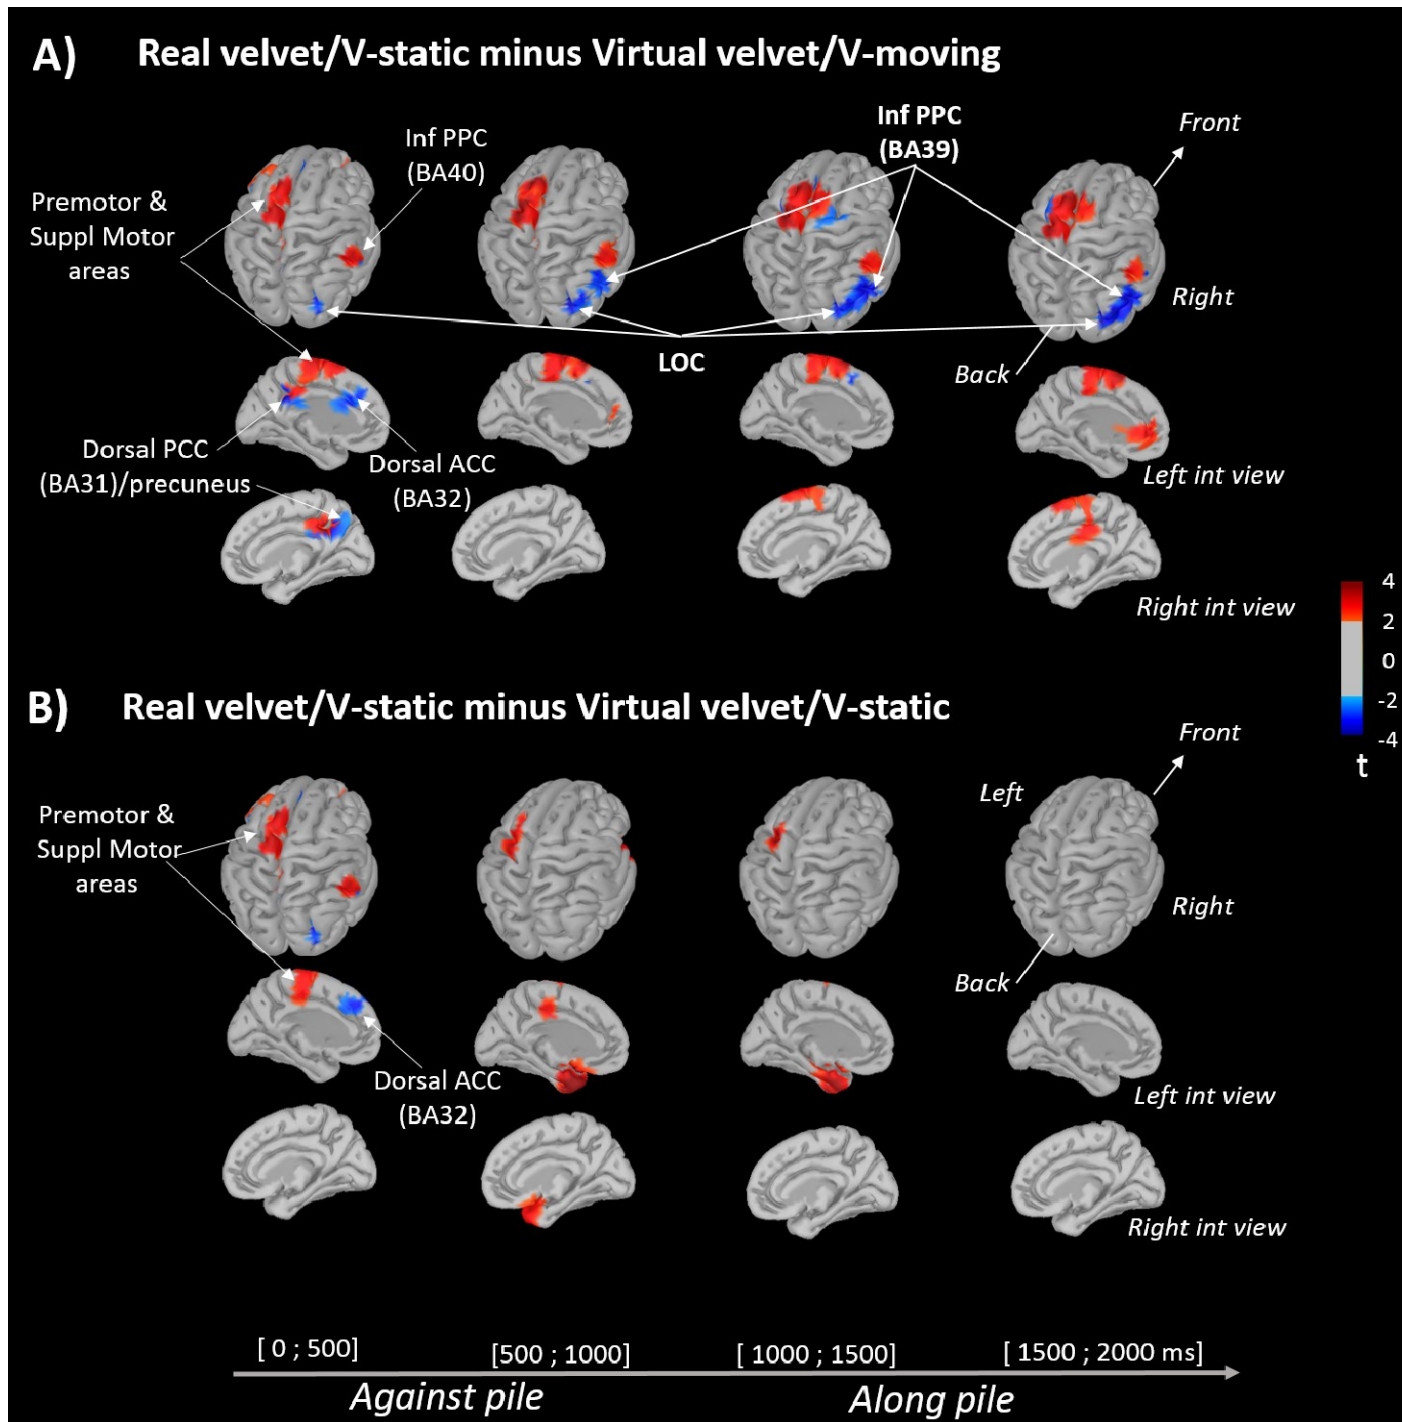 A) Real velvet/V-static minus Virtual velvet/V-moving
Inf PPC
(BA40)
Inf PPC
(BA39)
Front
Premotor &
Suppl Motor
areas
Right
LOC
Back
Dorsal PCC
(BA31)/precuneus
Dorsal ACC
(BA32)
Left int view
Right int view
4
2
0
-2
-4
t
B) Real velvet/V-static minus Virtual velvet/V-static
Front
Left
Premotor &
Suppl Motor
areas
Right
Back
Dorsal ACC
(BA32)
Left int view
Right int view
[ 0 ; 500]
[500 ; 1000]
[ 1000 ; 1500]
[ 1500 ; 2000 ms]
Against pile
Along pile